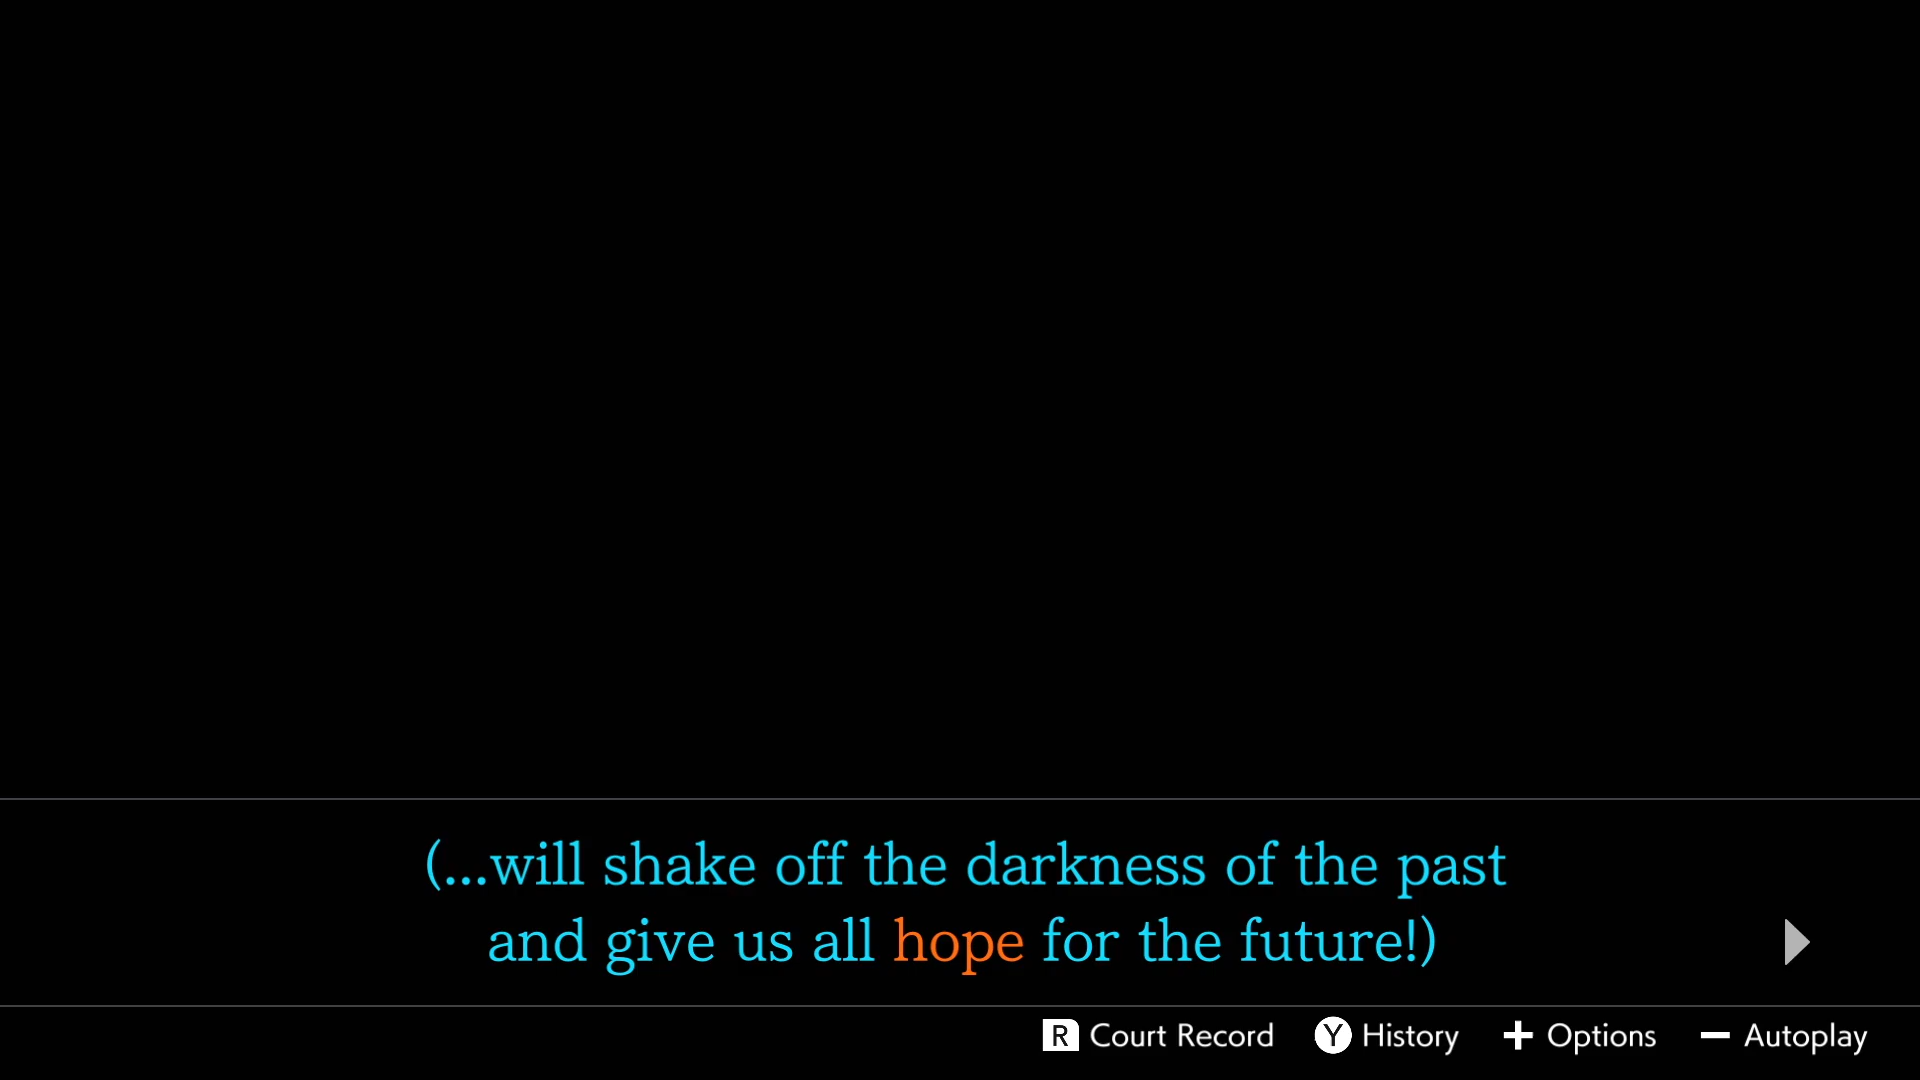 (...will shake off the darkness of the past
and give us all hope for the future!)
R Court Record Y History + Options - Autoplay